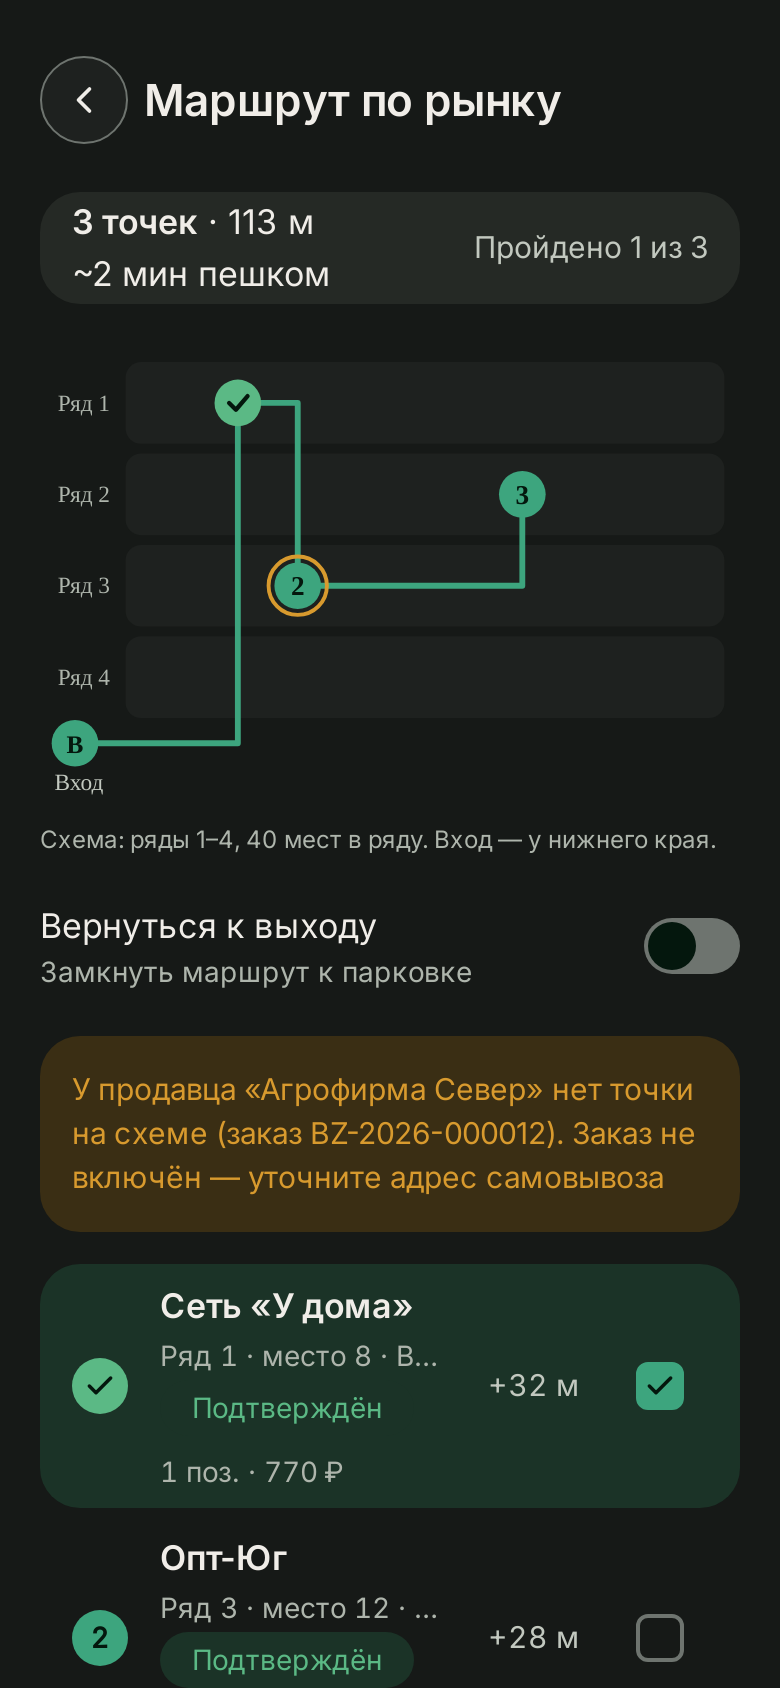 Маршрут по рынку
3 точек · 113 м
~2 мин пешком
Пройдено 1 из 3
Ряд 1
Ряд 2
3
Ряд 3
2
Ряд 4
В
Вход
Схема: ряды 1–4, 40 мест в ряду. Вход — у нижнего края.
Вернуться к выходу
Замкнуть маршрут к парковке
У продавца «Агрофирма Север» нет точки
на схеме (заказ BZ-2026-000012). Заказ не
включён — уточните адрес самовывоза
Сеть «У дома»
Ряд 1 · место 8 · В...
+32 м
Подтверждён
1 поз. · 770 ₽
Опт-Юг
Ряд 3 · место 12 · ...
2
+28 м
Подтверждён